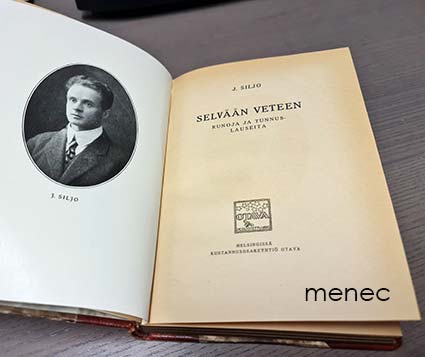 J. SILJO
J. SILJO
SELVÄÄN VETEEN
RUNOJA JA TUNNUS-
LAUSEITA
OTAVA
HELSINGISSÄ
KUSTANNUSOSAKEYHTIÖ OTAVA
menec